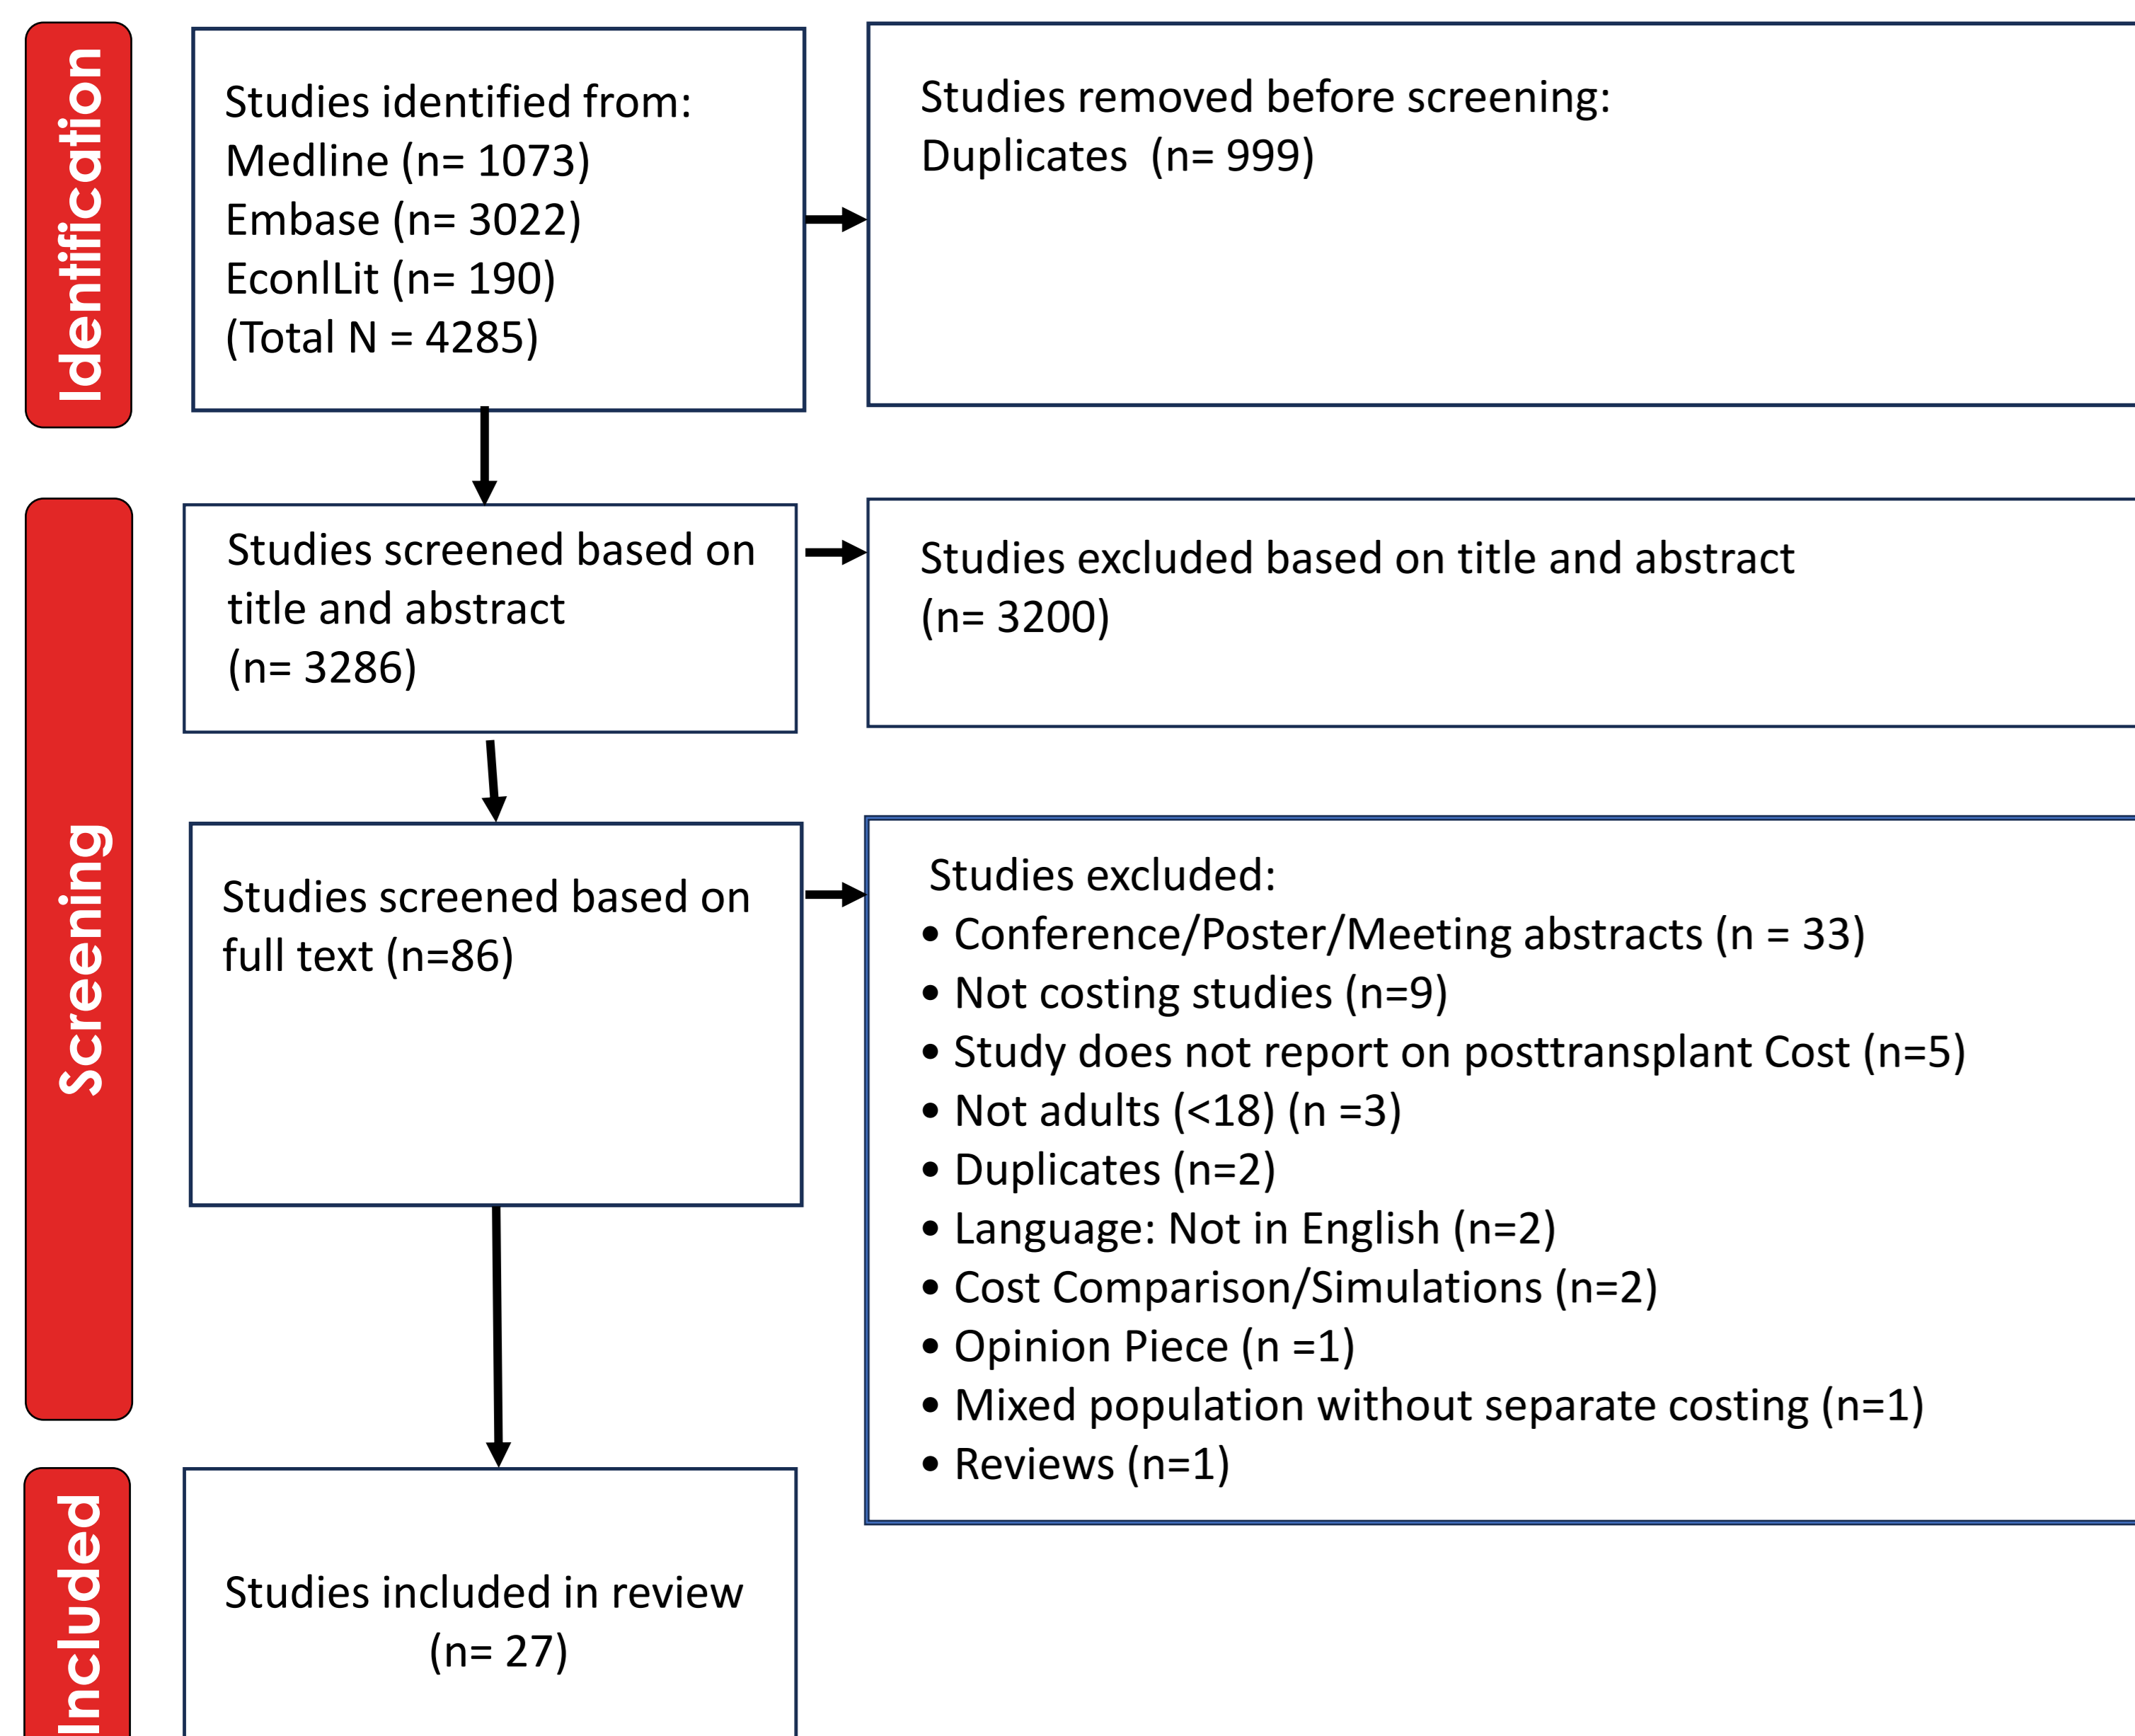 Identification
Studies identified from:
Medline (n= 1073)
Embase (n= 3022)
EconlLit (n= 190)
(Total N = 4285)
Studies removed before screening:
Duplicates (n= 999)
Screening
Studies screened based on
title and abstract
(n= 3286)
Studies excluded based on title and abstract
(n= 3200)
Studies screened based on
full text (n=86)
Studies excluded:
• Conference/Poster/Meeting abstracts (n = 33)
• Not costing studies (n=9)
• Study does not report on posttransplant Cost (n=5)
• Not adults (<18) (n =3)
• Duplicates (n=2)
• Language: Not in English (n=2)
• Cost Comparison/Simulations (n=2)
• Opinion Piece (n =1)
• Mixed population without separate costing (n=1)
• Reviews (n=1)
Included
Studies included in review
(n= 27)